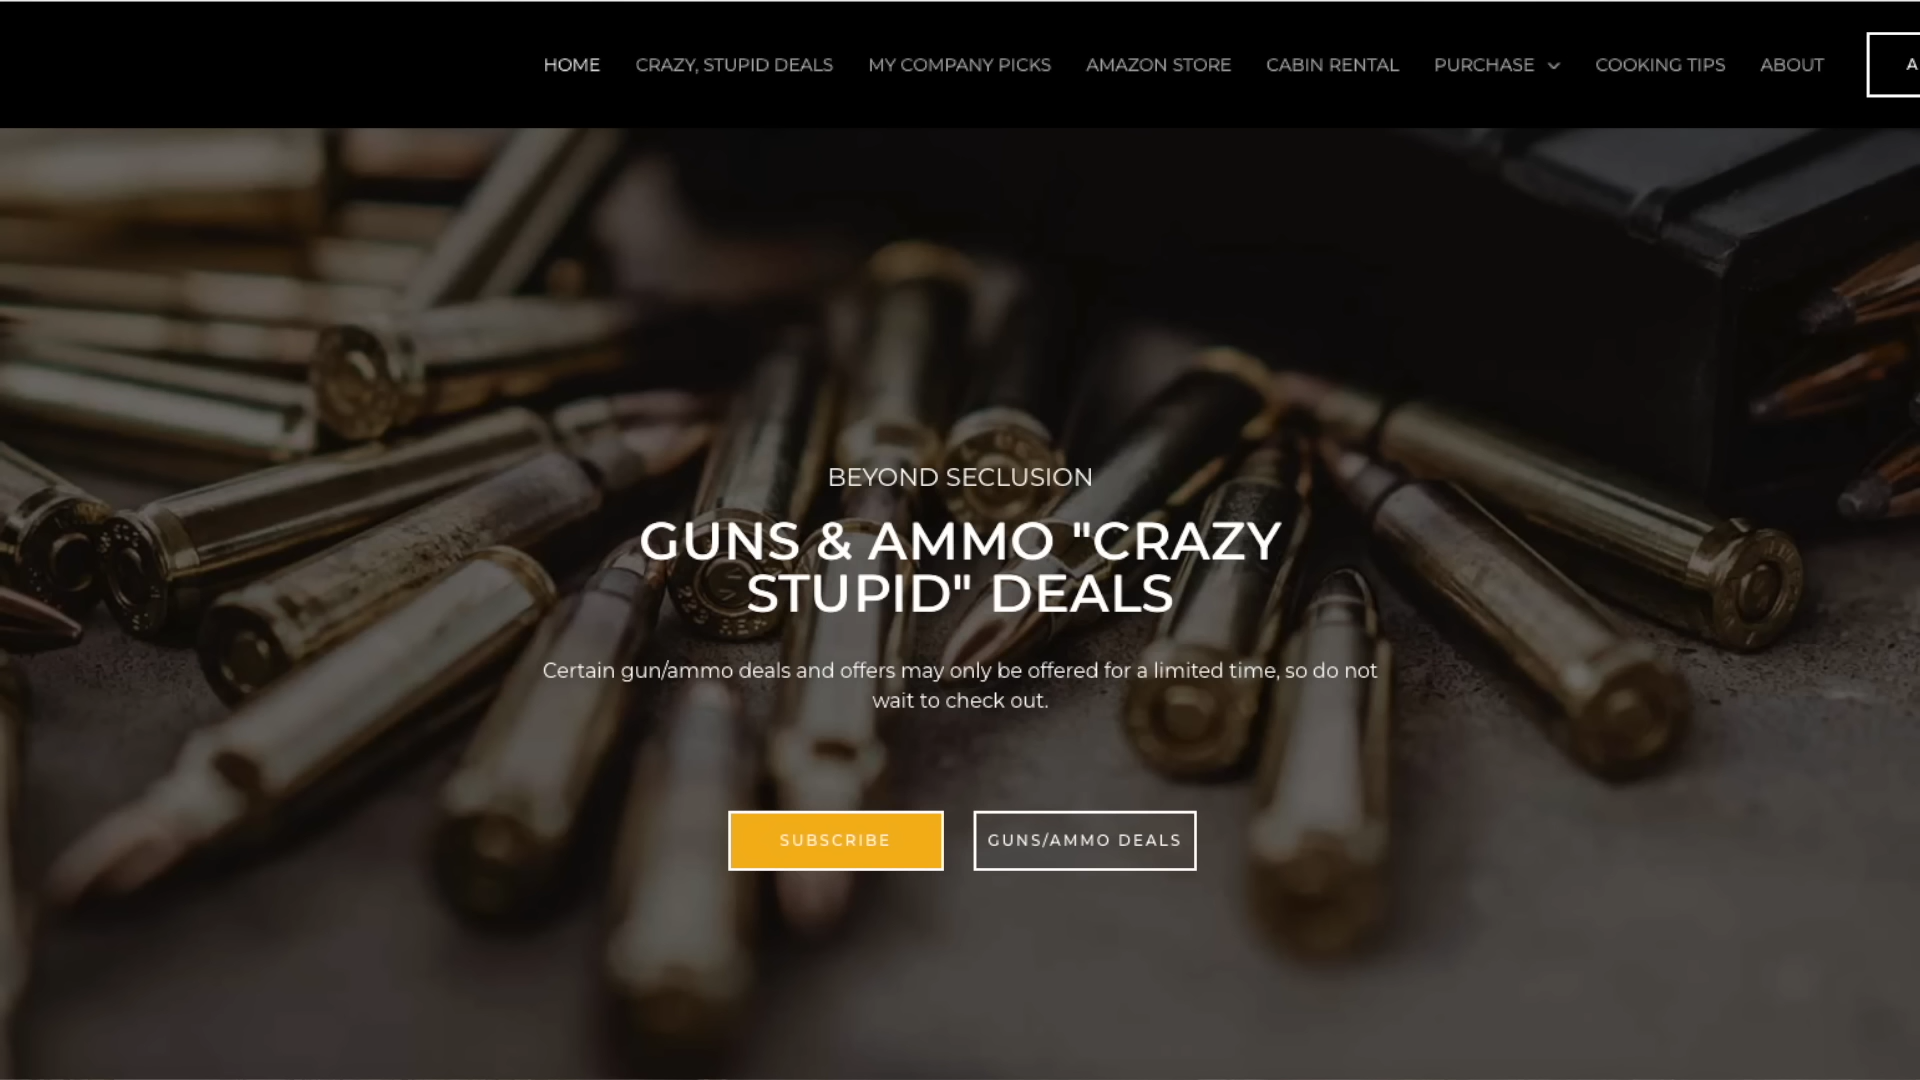 HOME CRAZY, STUPID DEALS MY COMPANY PICKS AMAZON STORE CABIN RENTAL PURCHASE COOKING TIPS ABOUT A
BEYOND SECLUSION
GUNS & AMMO "CRAZY
STUPID" DEALS
Certain gun/ammo deals and offers may only be offered for a limited time, so do not
wait to check out.
SUBSCRIBE GUNS/AMMO DEALS